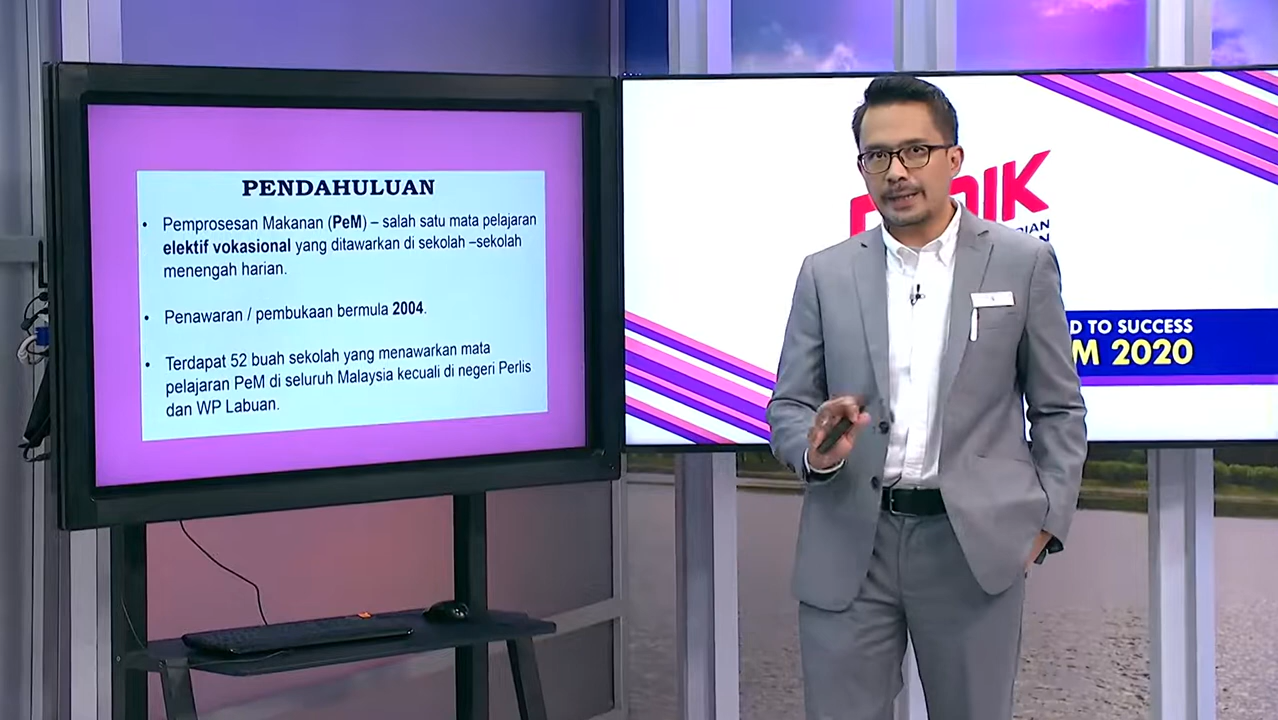 PENDAHULUAN
• Pemprosesan Makanan (PeM) – salah satu mata pelajaran
elektif vokasional yang ditawarkan di sekolah –sekolah
menengah harian.
• Penawaran / pembukaan bermula 2004.
• Terdapat 52 buah sekolah yang menawarkan mata
pelajaran PeM di seluruh Malaysia kecuali di negeri Perlis
dan WP Labuan.
D TO SUCCESS
M 2020